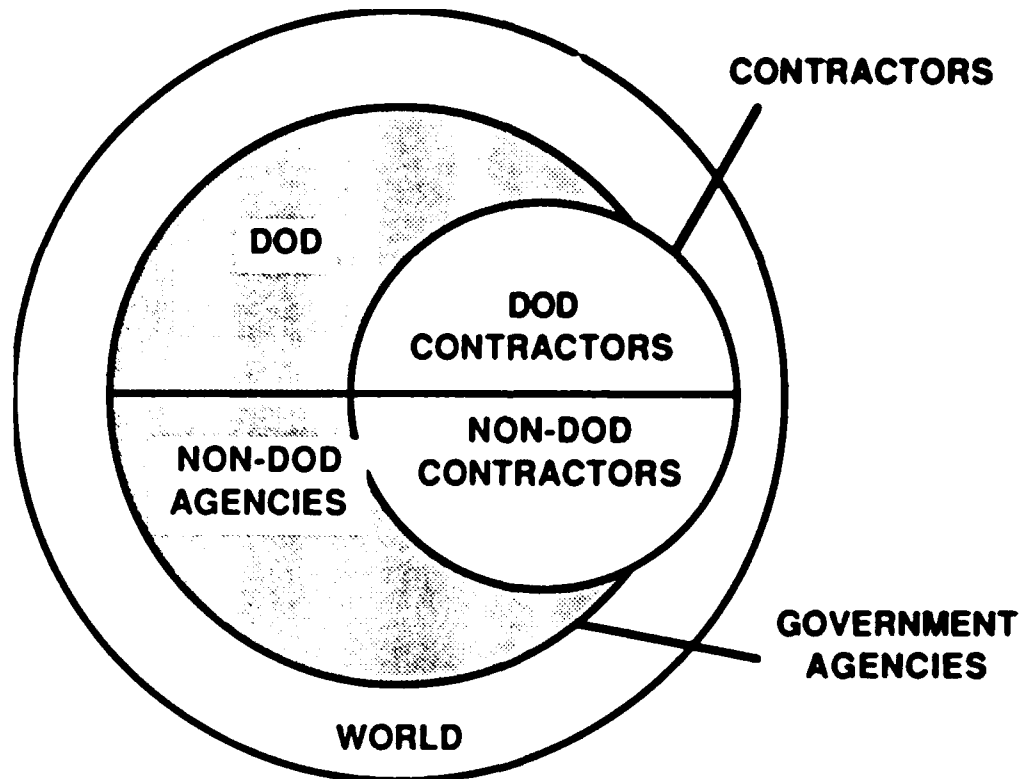 CONTRACTORS
DOD
DOD
CONTRACTORS
NON-DOD
AGENCIES
NON-DOD
CONTRACTORS
GOVERNMENT
AGENCIES
WORLD